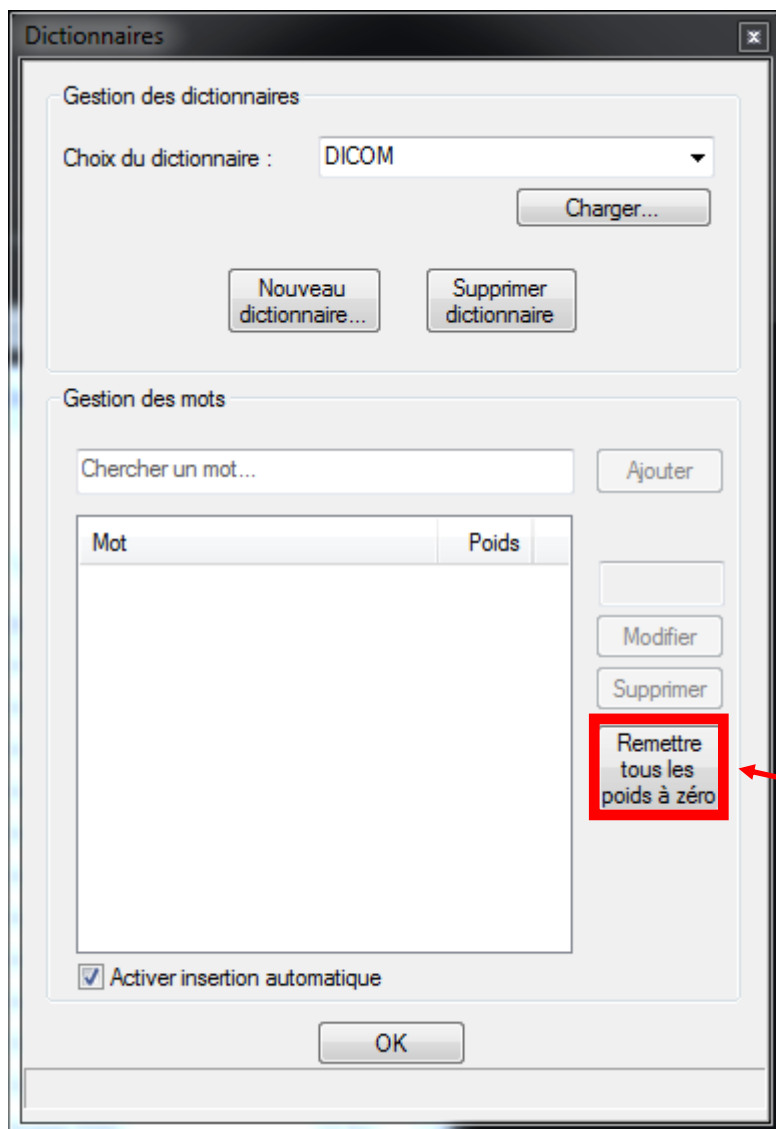 Dictionnaires
Gestion des dictionnaires
Choix du dictionnaire :
DICOM
Charger...
Nouveau
dictionnaire...
Supprimer
dictionnaire
Gestion des mots
Chercher un mot...
Ajouter
Mot
Poids
Modifier
Supprimer
Remettre
tous les
poids à zéro
Activer insertion automatique
OK